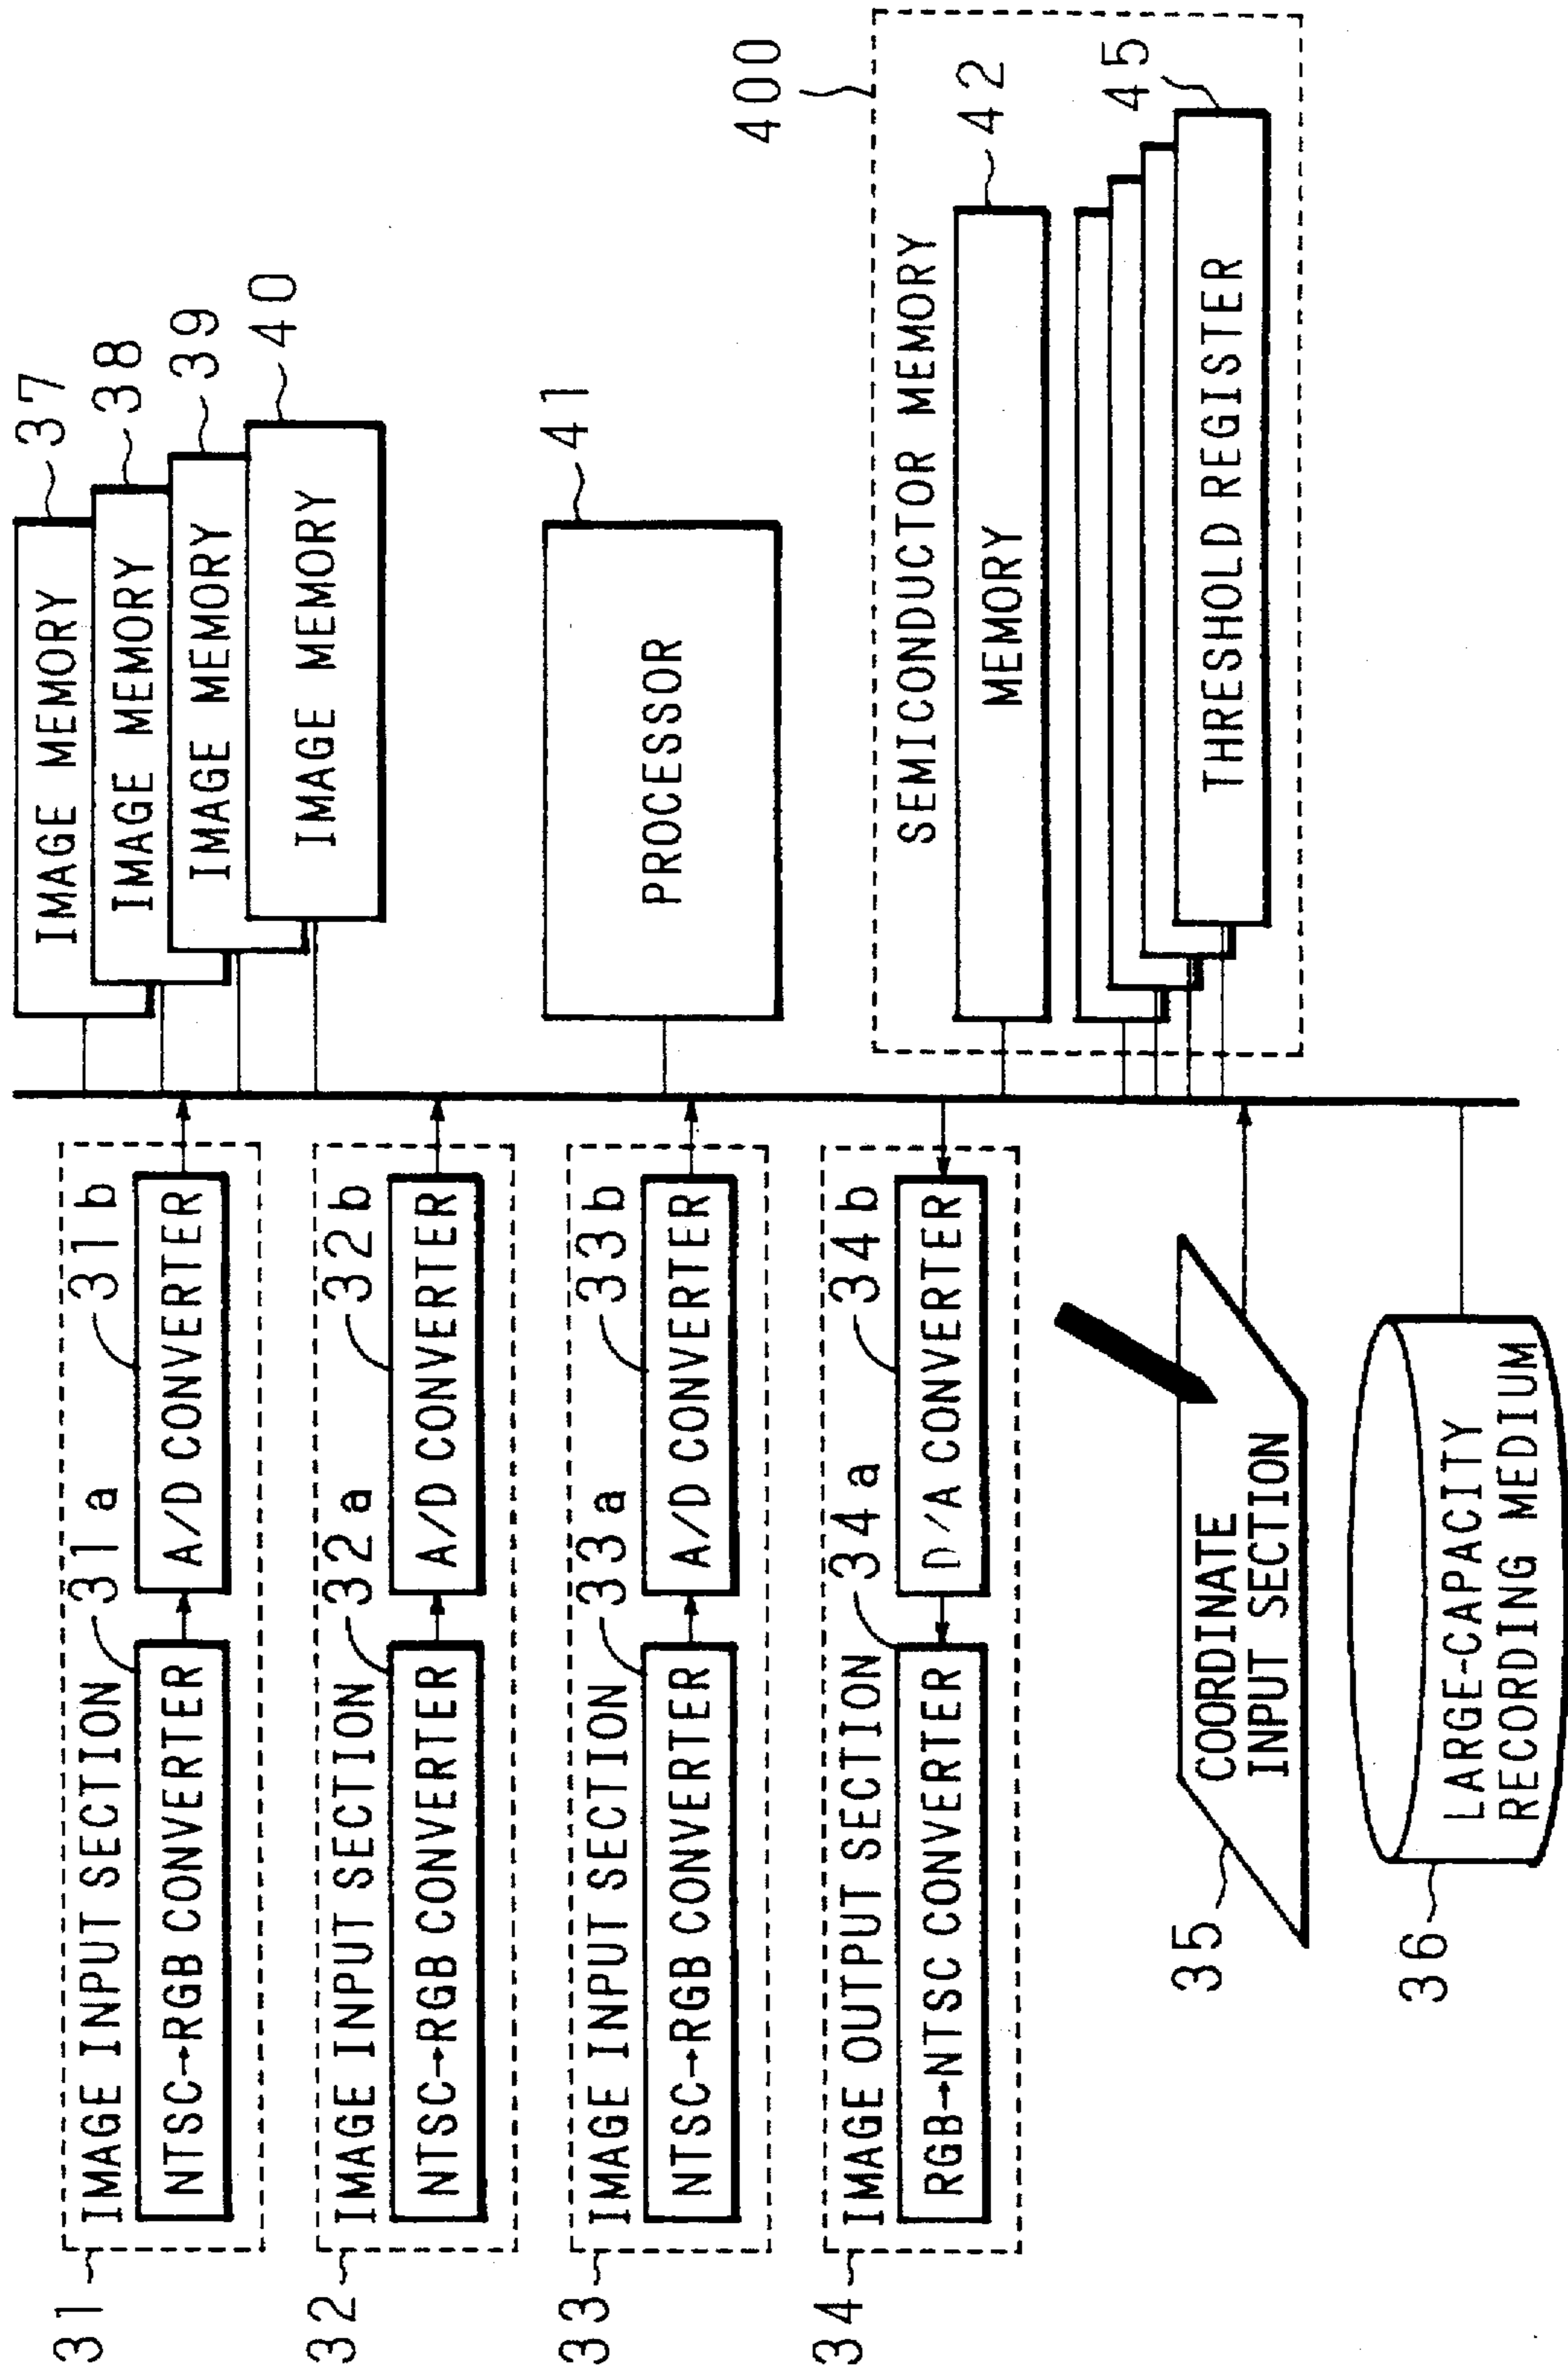 31
IMAGE INPUT SECTION
31a
31b
NTSC→RGB CONVERTER
A/D CONVERTER
32
IMAGE INPUT SECTION
32a
32b
NTSC→RGB CONVERTER
A/D CONVERTER
33
IMAGE INPUT SECTION
33a
33b
NTSC→RGB CONVERTER
A/D CONVERTER
34
IMAGE OUTPUT SECTION
34a
34b
RGB→NTSC CONVERTER
D/A CONVERTER
35
COORDINATE
INPUT SECTION
36
LARGE-CAPACITY
RECORDING MEDIUM
IMAGE MEMORY
37
IMAGE MEMORY
38
IMAGE MEMORY
39
IMAGE MEMORY
40
PROCESSOR
41
400
SEMICONDUCTOR MEMORY
MEMORY
42
45
THRESHOLD REGISTER